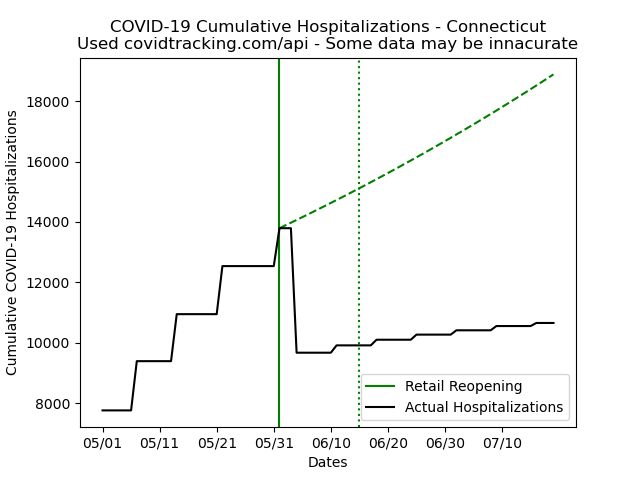 COVID-19 Cumulative Hospitalizations - Connecticut
Used covidtracking.com/api - Some data may be innacurate
Cumulative COVID-19 Hospitalizations
18000
16000
14000
12000
10000
8000
Retail Reopening
Actual Hospitalizations
05/01 05/11 05/21 05/31 06/10 06/20 06/30 07/10
Dates